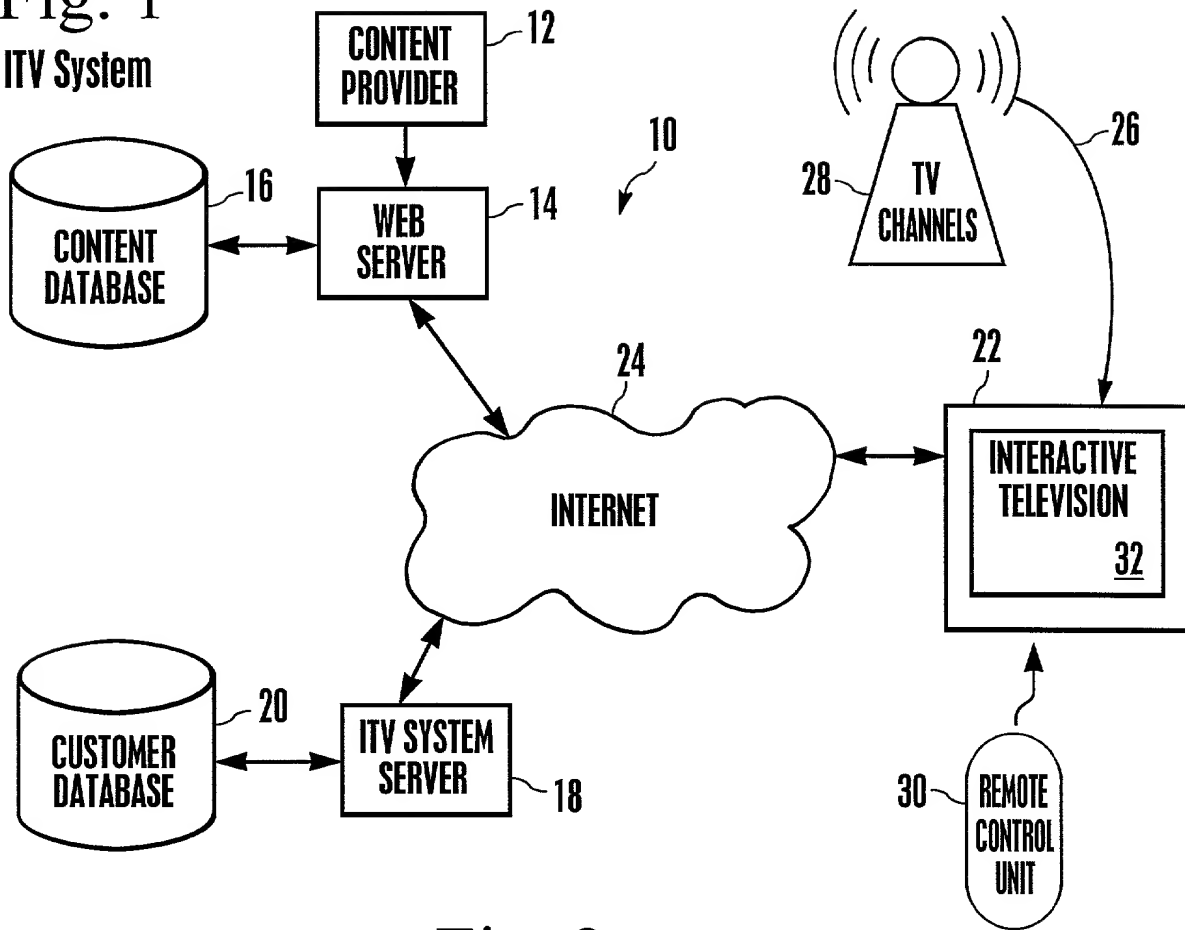 Fig. 1
ITV System
CONTENT
PROVIDER
12
10
26
28
TV
CHANNELS
16
CONTENT
DATABASE
WEB
SERVER
14
24
22
INTERNET
INTERACTIVE
TELEVISION
32
20
CUSTOMER
DATABASE
ITV SYSTEM
SERVER
18
30
REMOTE
CONTROL
UNIT